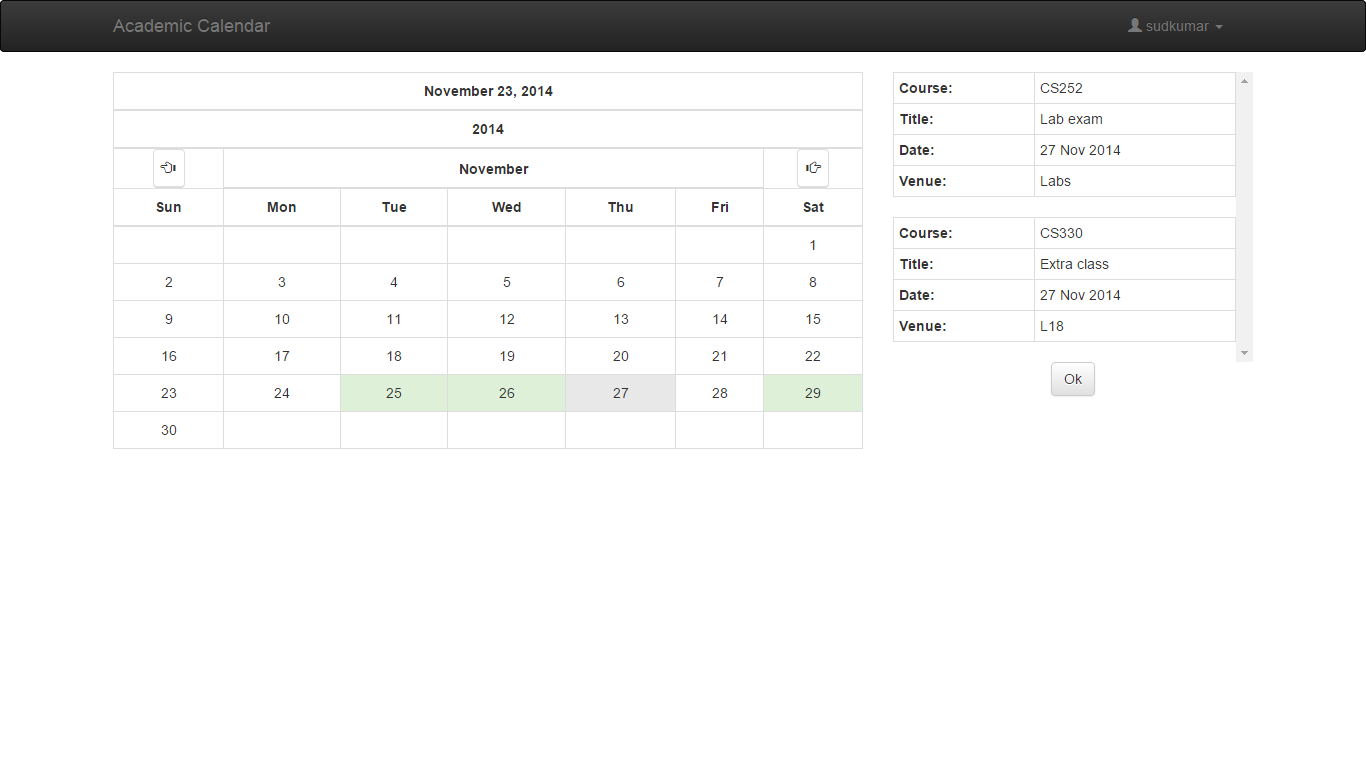 Academic Calendar sudkumar
November 23, 2014
2014
November
Sun Mon Tue Wed Thu Fri Sat
1
2 3 4 5 6 7 8
9 10 11 12 13 14 15
16 17 18 19 20 21 22
23 24 25 26 27 28 29
30
Course: CS252
Title: Lab exam
Date: 27 Nov 2014
Venue: Labs
Course: CS330
Title: Extra class
Date: 27 Nov 2014
Venue: L18
Ok